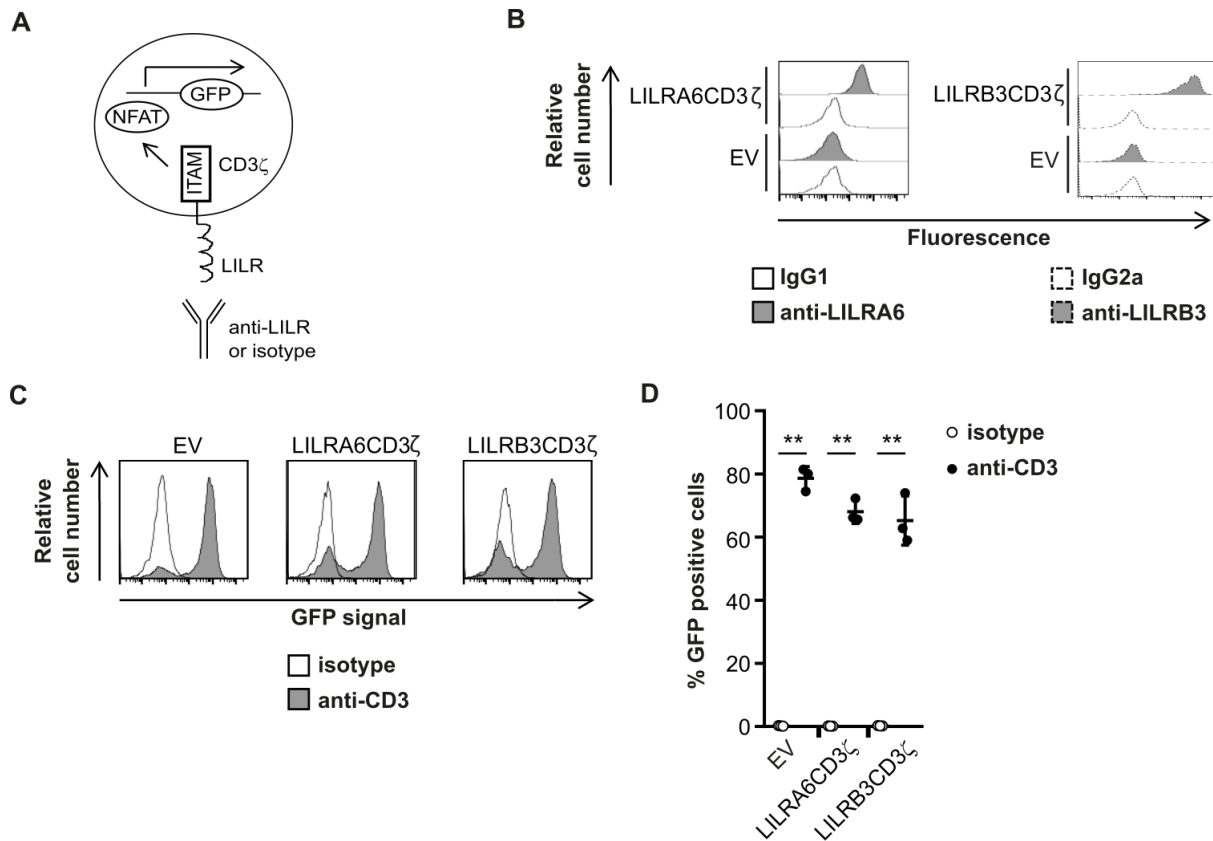 A
GFP
NFAT
ITAM
CD3ζ
LILR
anti-LILR
or isotype
B
Relative
cell number
LILRA6CD3ζ
EV
LILRB3CD3ζ
EV
Fluorescence
IgG1
anti-LILRA6
IgG2a
anti-LILRB3
C
EV
LILRA6CD3ζ
LILRB3CD3ζ
Relative
cell number
GFP signal
isotype
anti-CD3
D
% GFP positive cells
100
80
60
40
20
0
** ** **
EV
LILRA6CD3ζ
LILRB3CD3ζ
isotype
anti-CD3